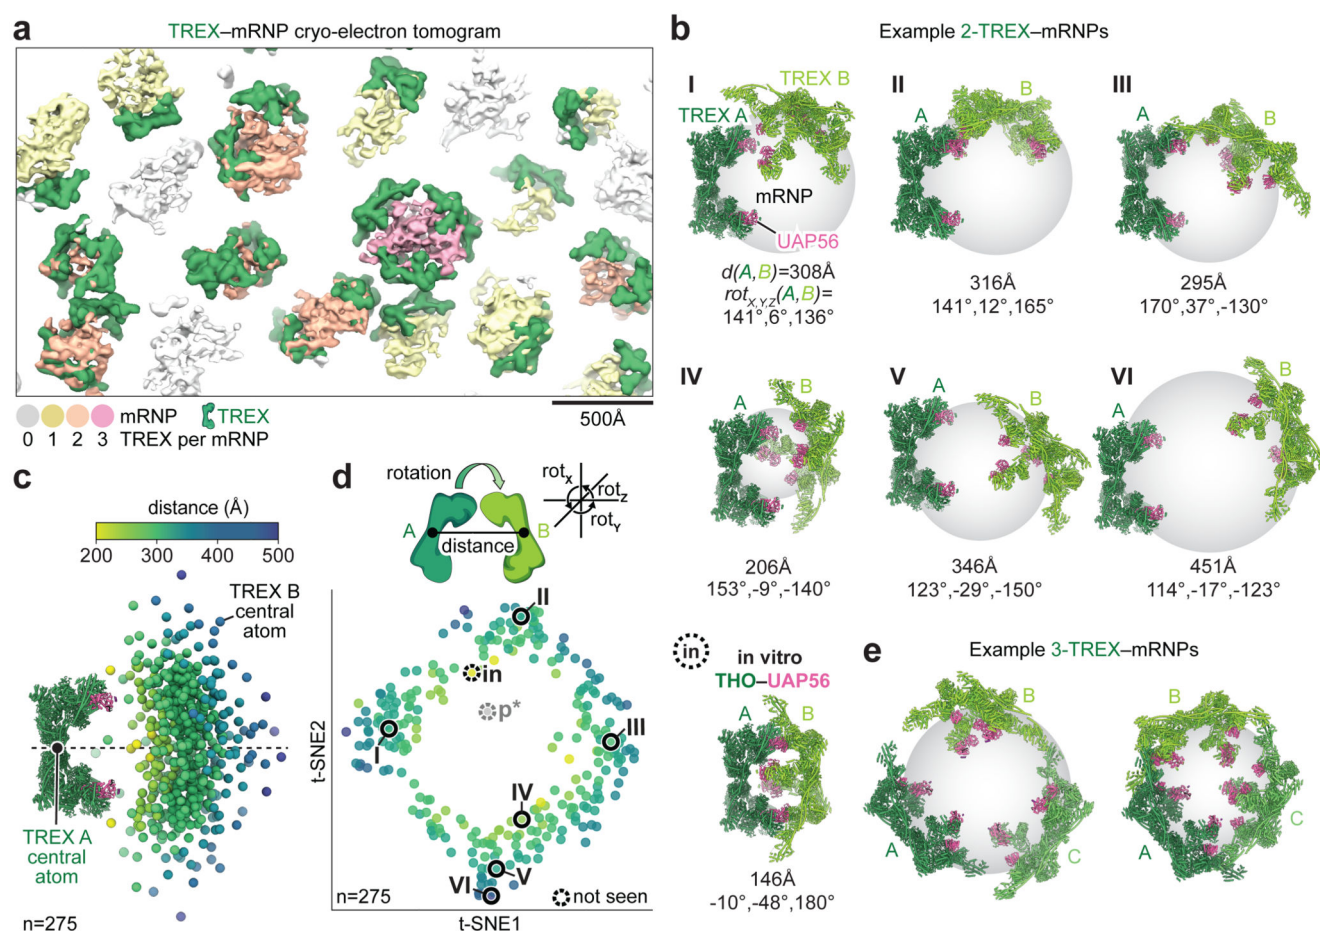 a
TREX–mRNP cryo-electron tomogram
500Å
mRNP TREX
0 1 2 3 TREX per mRNP
b
Example 2-TREX–mRNPs
I
TREX B
TREX A
mRNP
UAP56
d(A,B)=308Å
rotX,Y,Z(A,B)=
141°,6°,136°
II
A
B
316Å
141°,12°,165°
III
A
B
295Å
170°,37°,-130°
IV
A
B
206Å
153°,-9°,-140°
V
A
B
346Å
123°,-29°,-150°
VI
A
B
451Å
114°,-17°,-123°
in
in vitro
THO–UAP56
A
B
146Å
-10°,-48°,180°
c
distance (Å)
200 300 400 500
TREX B
central
atom
TREX A
central
atom
n=275
d
rotation
A
B
distance
rotX
rotZ
rotY
II
in
p*
I
III
IV
V
VI
n=275
not seen
t-SNE2
t-SNE1
e
Example 3-TREX–mRNPs
B
A
C
B
A
C